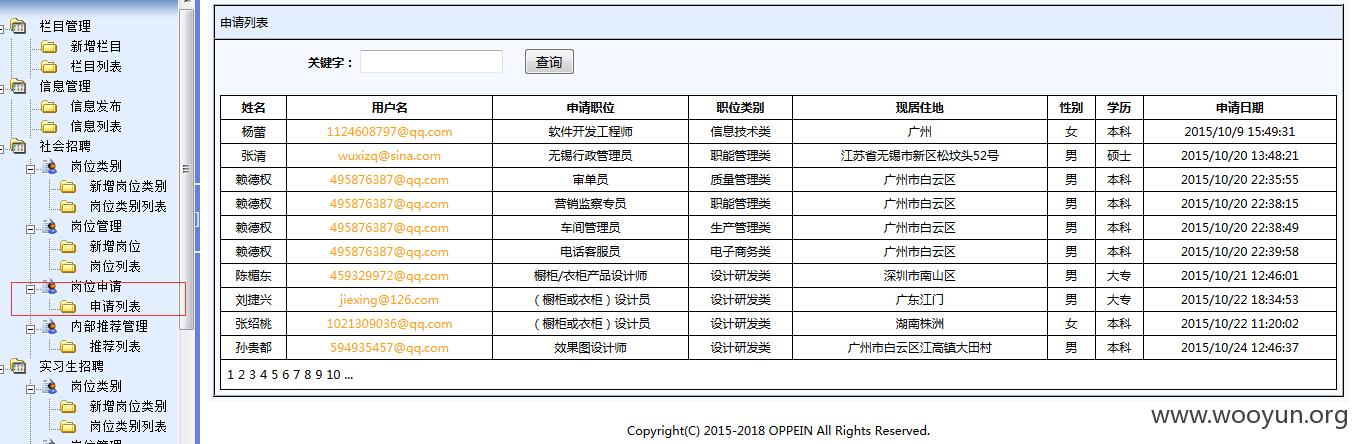 栏目管理
新增栏目
栏目列表
信息管理
信息发布
信息列表
社会招聘
岗位类别
新增岗位类别
岗位类别列表
岗位管理
新增岗位
岗位列表
岗位申请
申请列表
内部推荐管理
推荐列表
实习生招聘
岗位类别
新增岗位类别
岗位类别列表
岗位管理
申请列表
关键字： 查询
姓名 用户名 申请职位 职位类别 现居住地 性别 学历 申请日期
杨蕾 1124608797@qq.com 软件开发工程师 信息技术类 广州 女 本科 2015/10/9 15:49:31
张清 wuxizq@sina.com 无锡行政管理员 职能管理类 江苏省无锡市新区松坟头52号 男 硕士 2015/10/20 13:48:21
赖德权 495876387@qq.com 审单员 质量管理类 广州市白云区 男 本科 2015/10/20 22:35:55
赖德权 495876387@qq.com 营销监察专员 职能管理类 广州市白云区 男 本科 2015/10/20 22:38:15
赖德权 495876387@qq.com 车间管理员 生产管理类 广州市白云区 男 本科 2015/10/20 22:38:49
赖德权 495876387@qq.com 电话客服员 电子商务类 广州市白云区 男 本科 2015/10/20 22:39:58
陈楣东 459329972@qq.com 橱柜/衣柜产品设计师 设计研发类 深圳市南山区 男 大专 2015/10/21 12:46:01
刘捷兴 jiexing@126.com （橱柜或衣柜）设计员 设计研发类 广东江门 男 大专 2015/10/22 18:34:53
张绍桃 1021309036@qq.com （橱柜或衣柜）设计员 设计研发类 湖南株洲 女 本科 2015/10/22 11:20:02
孙贵都 594935457@qq.com 效果图设计师 设计研发类 广州市白云区江高镇大田村 男 本科 2015/10/24 12:46:37
1 2 3 4 5 6 7 8 9 10 ...
www.wooyun.org
Copyright(C) 2015-2018 OPPEIN All Rights Reserved.